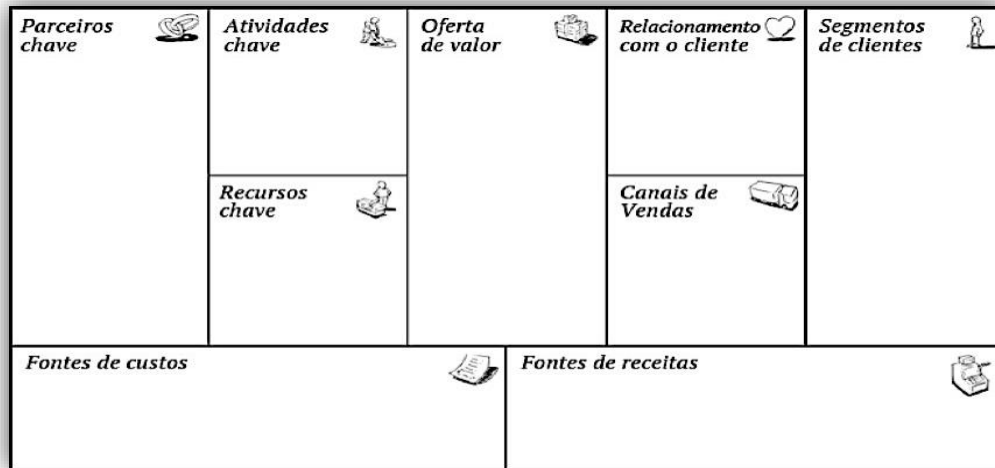 Parceiros
chave
Atividades
chave
Oferta
de valor
Relacionamento
com o cliente
Segmentos
de clientes
Recursos
chave
Canais de
Vendas
Fontes de custos
Fontes de receitas